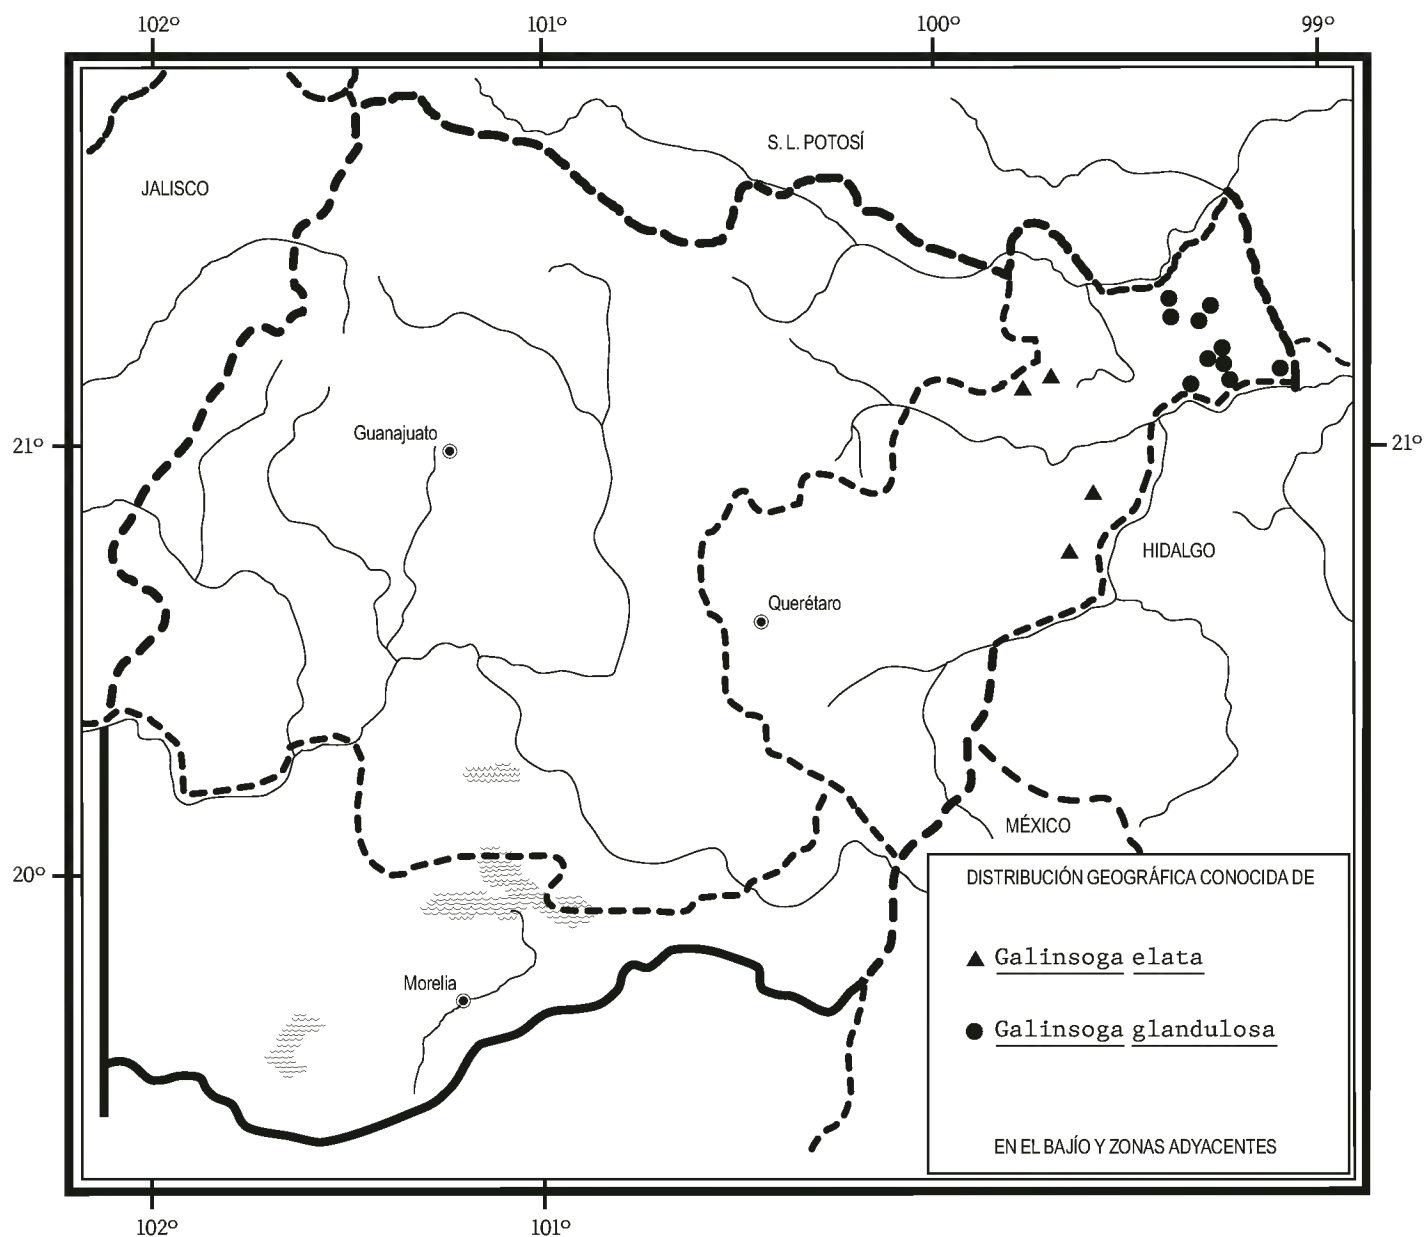 102º 101º 100º 99º
S. L. POTOSÍ
JALISCO
Guanajuato
21º 21º
HIDALGO
Querétaro
MÉXICO
20º
DISTRIBUCIÓN GEOGRÁFICA CONOCIDA DE
Galinsoga elata
Morelia
Galinsoga glandulosa
EN EL BAJÍO Y ZONAS ADYACENTES
102º 101º